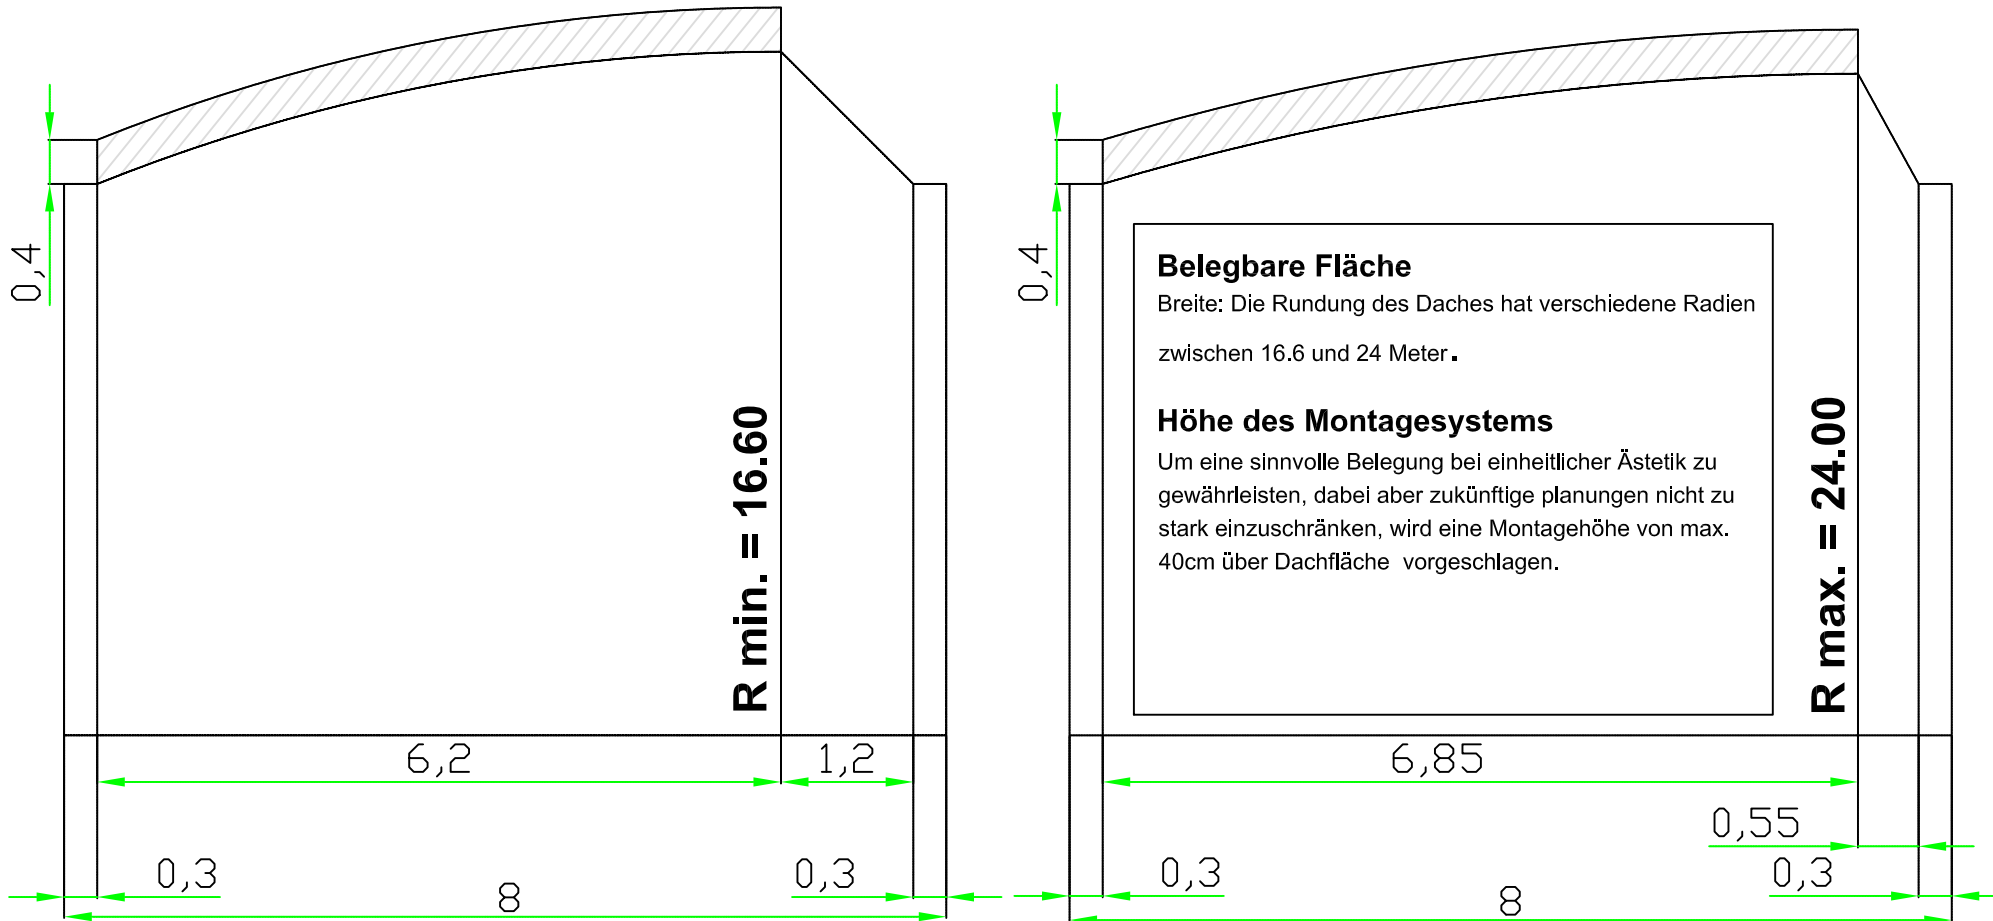 0,4
R min. = 16.60
6,2
1,2
0,3
0,3
8
0,4
Belegbare Fläche
Breite: Die Rundung des Daches hat verschiedene Radien
zwischen 16.6 und 24 Meter.
Höhe des Montagesystems
Um eine sinnvolle Belegung bei einheitlicher Ästetik zu
gewährleisten, dabei aber zukünftige planungen nicht zu
stark einzuschränken, wird eine Montagehöhe von max.
40cm über Dachfläche vorgeschlagen.
R max. = 24.00
6,85
0,55
0,3
0,3
8